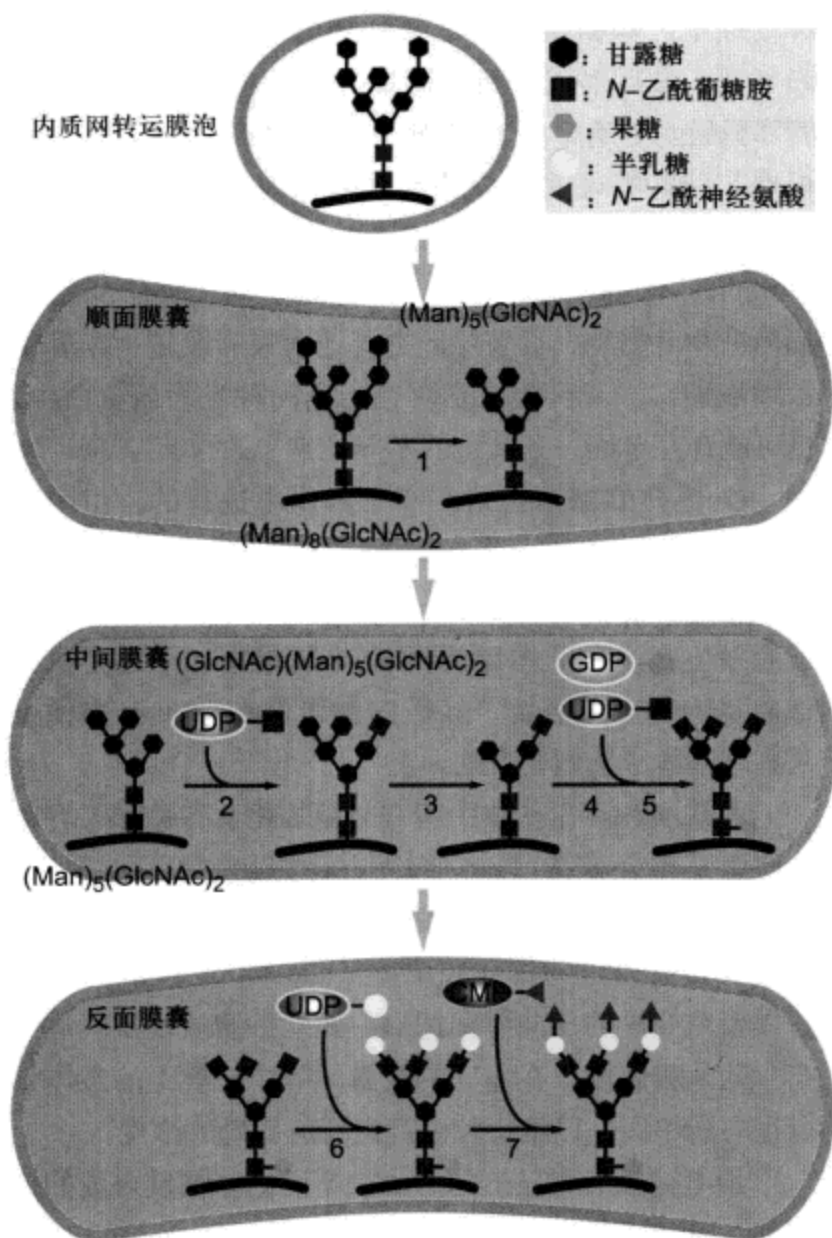 内质网转运膜泡
: 甘露糖
: N-乙酰葡糖胺
: 果糖
: 半乳糖
: N-乙酰神经氨酸
顺面膜囊
(Man)5(GlcNAc)2
1
(Man)8(GlcNAc)2
中间膜囊 (GlcNAc)(Man)5(GlcNAc)2
GDP
UDP
UDP
2
3
4
5
(Man)5(GlcNAc)2
反面膜囊
UDP
CMP
6
7